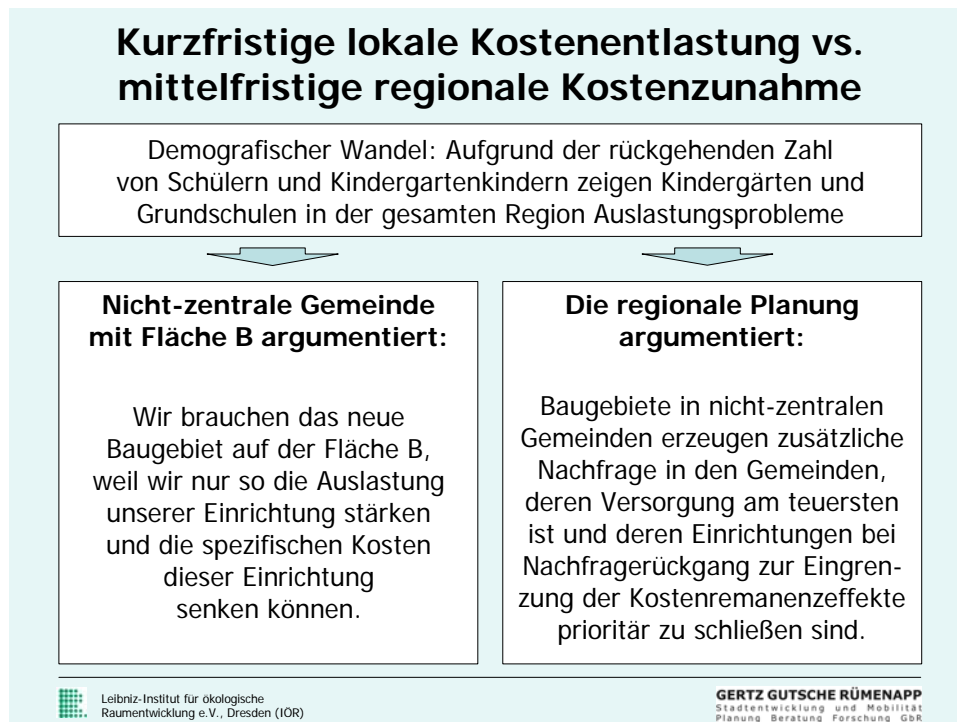 Kurzfristige lokale Kostenentlastung vs.
mittelfristige regionale Kostenzunahme
Demografischer Wandel: Aufgrund der rückgehenden Zahl
von Schülern und Kindergartenkindern zeigen Kindergärten und
Grundschulen in der gesamten Region Auslastungsprobleme
Nicht-zentrale Gemeinde
mit Fläche B argumentiert:
Wir brauchen das neue
Baugebiet auf der Fläche B,
weil wir nur so die Auslastung
unserer Einrichtung stärken
und die spezifischen Kosten
dieser Einrichtung
senken können.
Die regionale Planung
argumentiert:
Baugebiete in nicht-zentralen
Gemeinden erzeugen zusätzliche
Nachfrage in den Gemeinden,
deren Versorgung am teuersten
ist und deren Einrichtungen bei
Nachfragerückgang zur Eingren-
zung der Kostenremanenzeffekte
prioritär zu schließen sind.
Leibniz-Institut für ökologische
Raumentwicklung e.V., Dresden (IÖR)
GERTZ GUTSCHE RÜMENAPP
Stadtentwicklung und Mobilität
Planung Beratung Forschung GbR